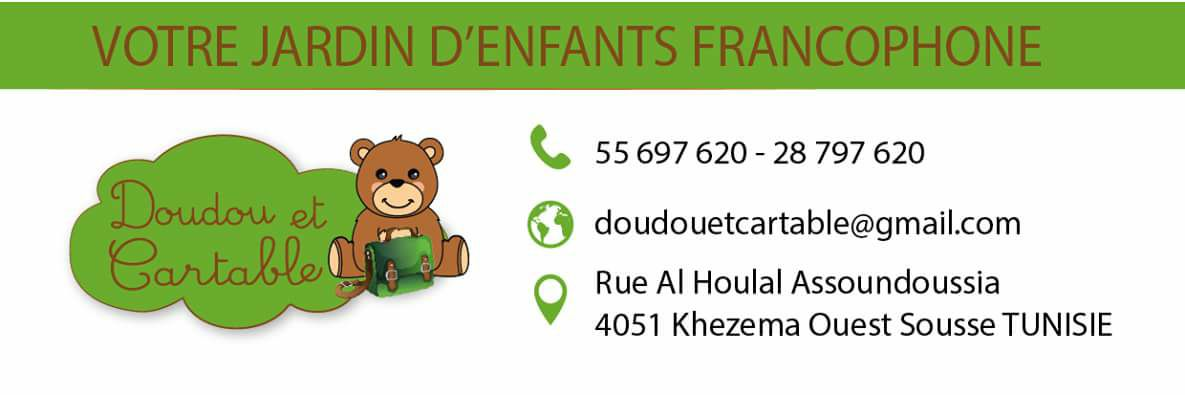 VOTRE JARDIN D'ENFANTS FRANCOPHONE
Doudou et
Cartable
55 697 620 - 28 797 620
doudouetcartable@gmail.com
Rue Al Houlal Assoundoussia
4051 Khezema Ouest Sousse TUNISIE